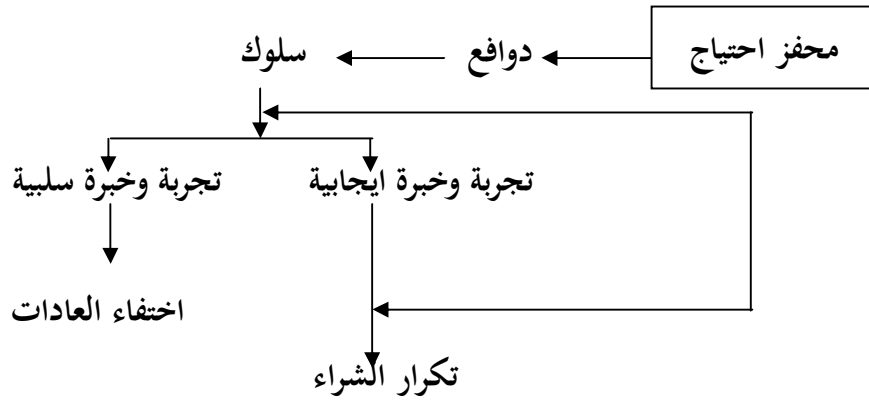 محفز احتياج
دوافع
سلوك
تجربة وخبرة ايجابية
تجربة وخبرة سلبية
اختفاء العادات
تكرار الشراء